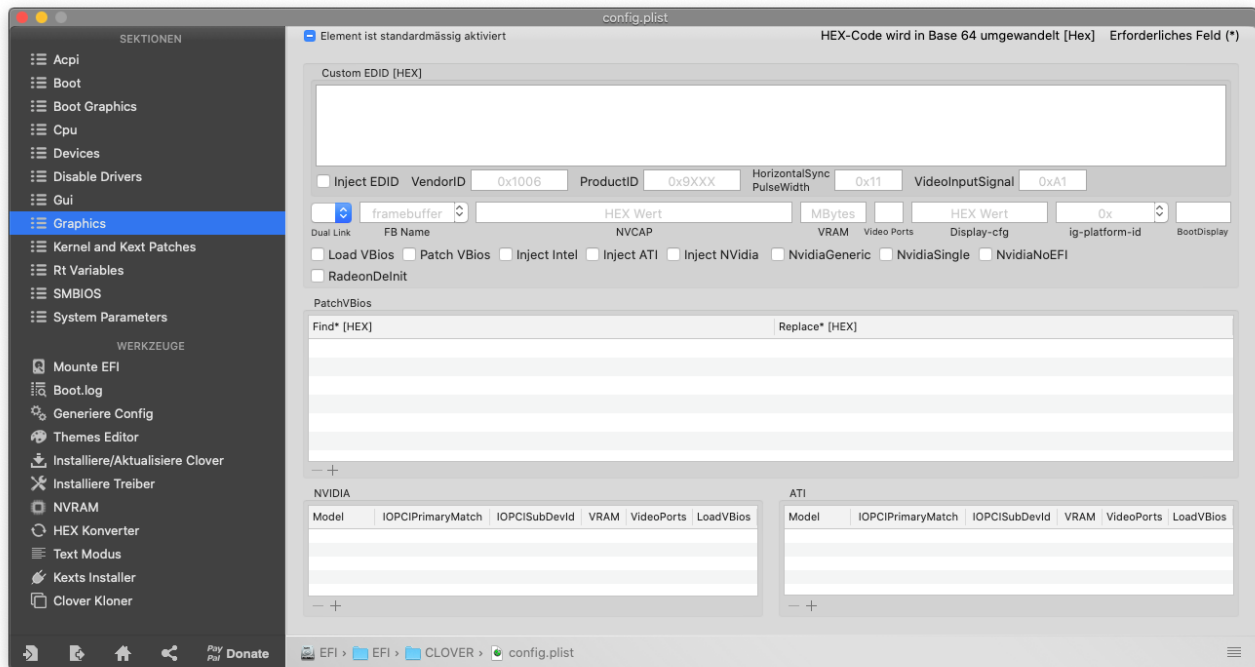 config.plist
SEKTIONEN
Acpi
Boot
Boot Graphics
Cpu
Devices
Disable Drivers
Gui
Graphics
Kernel and Kext Patches
Rt Variables
SMBIOS
System Parameters
WERKZEUGE
Mounte EFI
Boot.log
Generiere Config
Themes Editor
Installiere/Aktualisiere Clover
Installiere Treiber
NVRAM
HEX Konverter
Text Modus
Kexts Installer
Clover Kloner
Pay Pal Donate
Element ist standardmässig aktiviert
HEX-Code wird in Base 64 umgewandelt [Hex] Erforderliches Feld (*)
Custom EDID [HEX]
Inject EDID VendorID 0x1006 ProductID 0x9XXX HorizontalSync PulseWidth 0x11 VideoInputSignal 0xA1
framebuffer HEX Wert MBytes HEX Wert 0x
Dual Link FB Name NVCAP VRAM Video Ports Display-cfg ig-platform-id BootDisplay
Load VBios Patch VBios Inject Intel Inject ATI Inject NVidia NvidiaGeneric NvidiaSingle NvidiaNoEFI
RadeonDeInit
PatchVBios
Find* [HEX] Replace* [HEX]
NVIDIA
Model IOPCIPrimaryMatch IOPCISubDevId VRAM VideoPorts LoadVBios
ATI
Model IOPCIPrimaryMatch IOPCISubDevId VRAM VideoPorts LoadVBios
EFI › EFI › CLOVER › config.plist